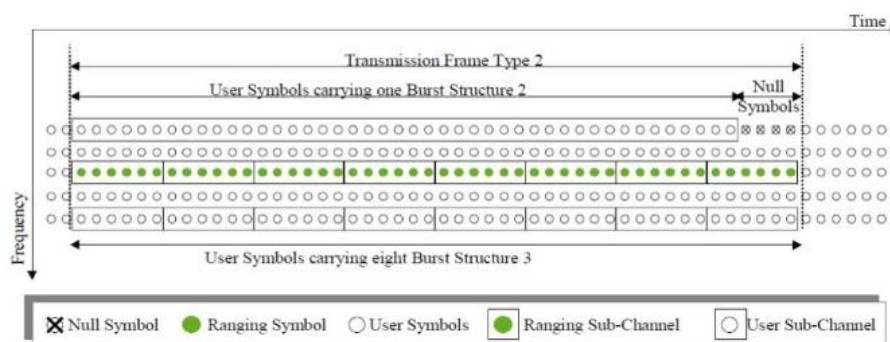 Time
Transmission Frame Type 2
User Symbols carrying one Burst Structure 2
Null
Symbols
Frequency
User Symbols carrying eight Burst Structure 3
Null Symbol
Ranging Symbol
User Symbols
Ranging Sub-Channel
User Sub-Channel